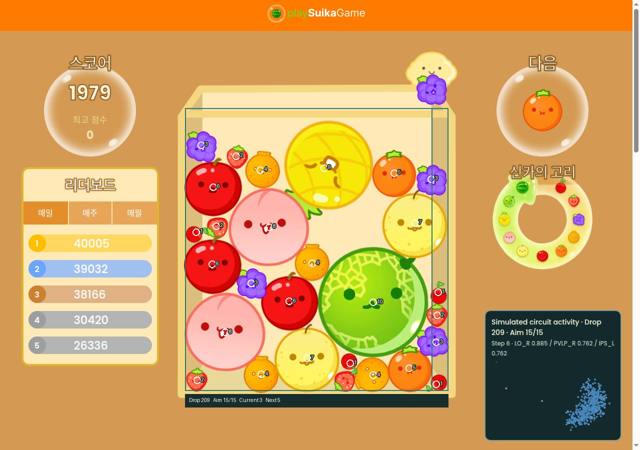 playSuikaGame
스코어
1979
최고 점수
0
다음
리더보드
매일 매주 매월
1 40005
2 39032
3 38166
4 30420
5 26336
신카의 고리
Simulated circuit activity · Drop
209 · Aim 15/15
Step 6 · LO_R 0.885 / PVLP_R 0.762 / IPS_L
0.762
Drop 209 Aim 15/15 Current 3 Next 5